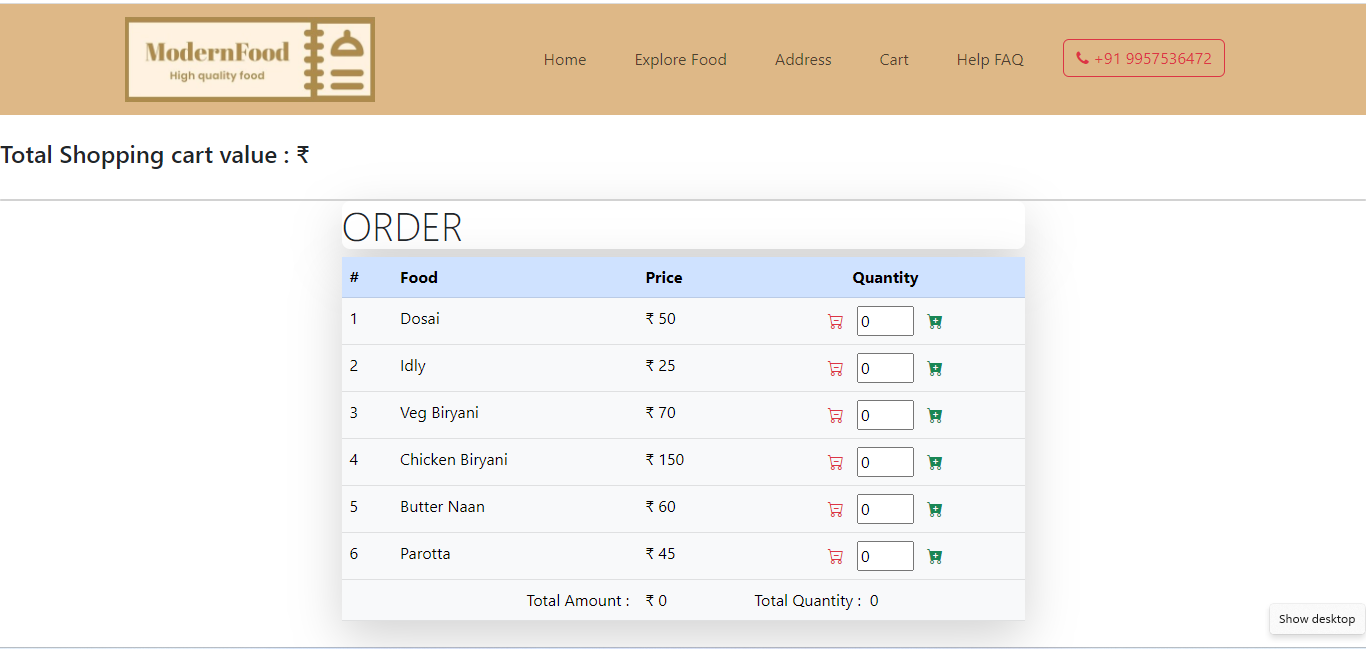 ModernFood
High quality food
Home Explore Food Address Cart Help FAQ +91 9957536472
Total Shopping cart value : ₹
ORDER
# Food Price Quantity
1 Dosai ₹ 50 0
2 Idly ₹ 25 0
3 Veg Biryani ₹ 70 0
4 Chicken Biryani ₹ 150 0
5 Butter Naan ₹ 60 0
6 Parotta ₹ 45 0
Total Amount : ₹ 0 Total Quantity : 0
Show desktop